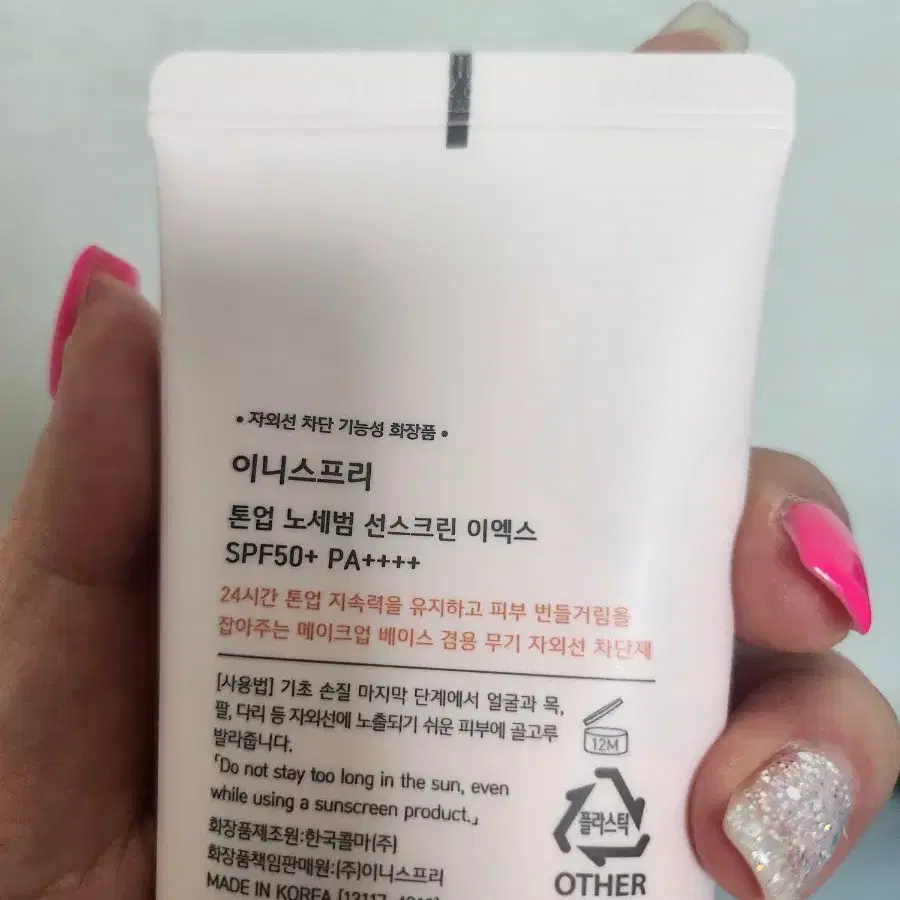 • 자외선 차단 기능성 화장품 •
이니스프리
톤업 노세범 선스크린 이엑스
SPF50+ PA++++
24시간 톤업 지속력을 유지하고 피부 번들거림을
잡아주는 메이크업 베이스 겸용 무기 자외선 차단제
[사용법] 기초 손질 마지막 단계에서 얼굴과 목,
팔, 다리 등 자외선에 노출되기 쉬운 피부에 골고루
발라줍니다.
「Do not stay too long in the sun, even
while using a sunscreen product.」
화장품제조원:한국콜마(주)
화장품책임판매원:(주)이니스프리
MADE IN KOREA
12M
플라스틱
OTHER